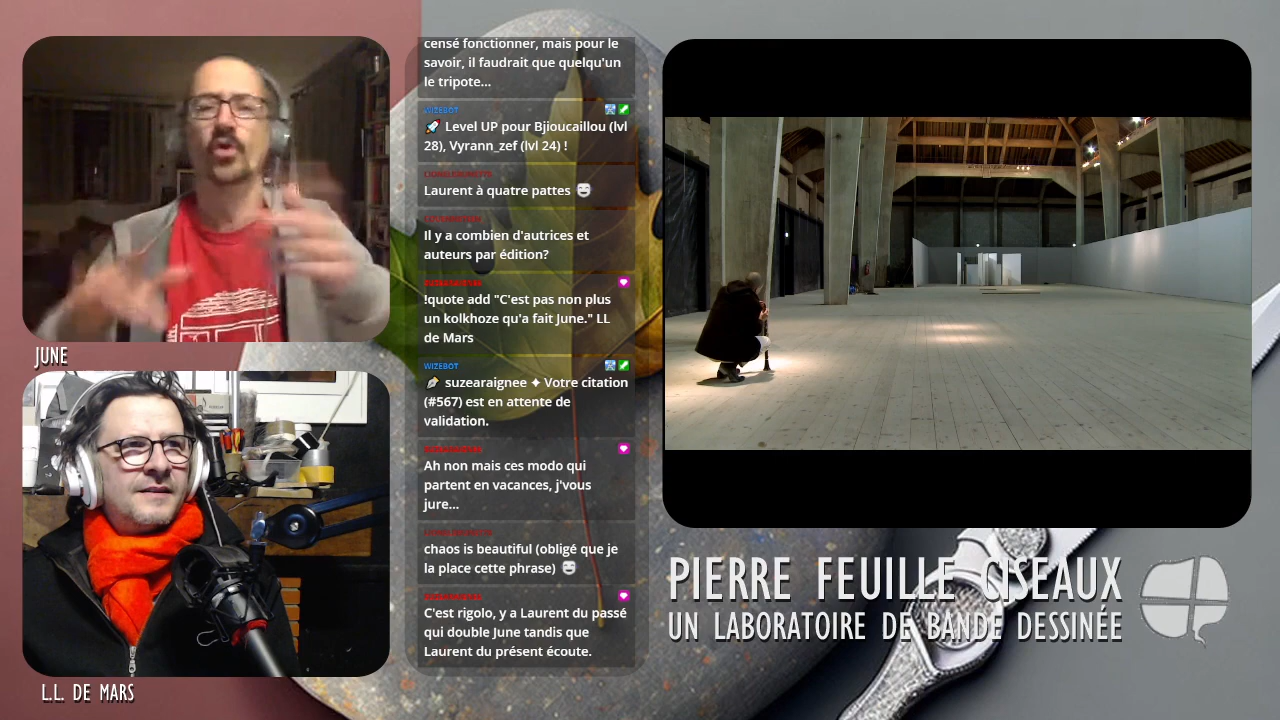 JUNE
L.L. DE MARS
censé fonctionner, mais pour le
savoir, il faudrait que quelqu'un
le tripote...
WIZEBOT
Level UP pour Bjioucaillou (lvl
28), Vyrann_zef (lvl 24) !
Laurent à quatre pattes
Il y a combien d'autrices et
auteurs par édition?
!quote add "C'est pas non plus
un kolkhoze qu'a fait June." LL
de Mars
WIZEBOT
suzearaignee ✦ Votre citation
(#567) est en attente de
validation.
Ah non mais ces modo qui
partent en vacances, j'vous
jure...
chaos is beautiful (obligé que je
la place cette phrase)
C'est rigolo, y a Laurent du passé
qui double June tandis que
Laurent du présent écoute.
PIERRE FEUILLE CISEAUX
UN LABORATOIRE DE BANDE DESSINÉE